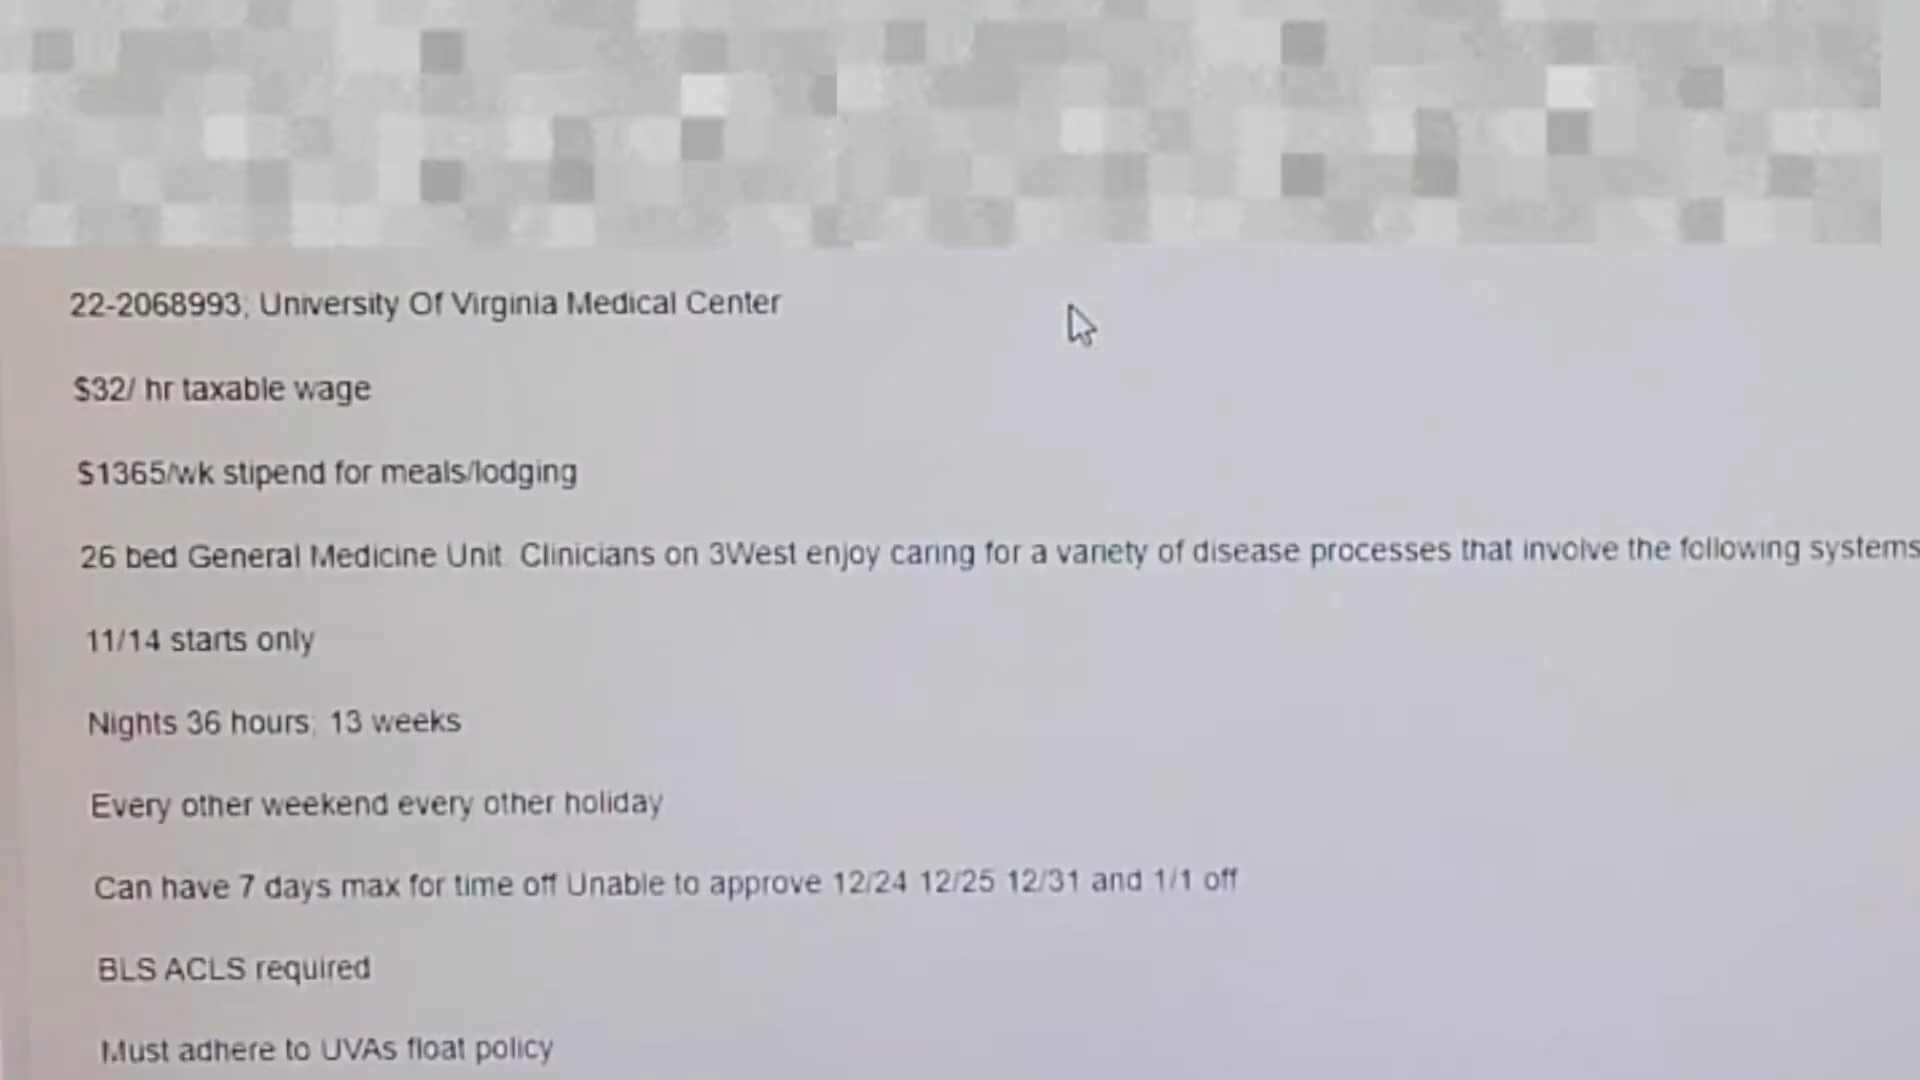 22-2068993; University Of Virginia Medical Center
$32/ hr taxable wage
$1365/wk stipend for meals/lodging
26 bed General Medicine Unit. Clinicians on 3West enjoy caring for a variety of disease processes that involve the following systems
11/14 starts only
Nights 36 hours; 13 weeks
Every other weekend every other holiday
Can have 7 days max for time off Unable to approve 12/24 12/25 12/31 and 1/1 off
BLS ACLS required
Must adhere to UVAs float policy